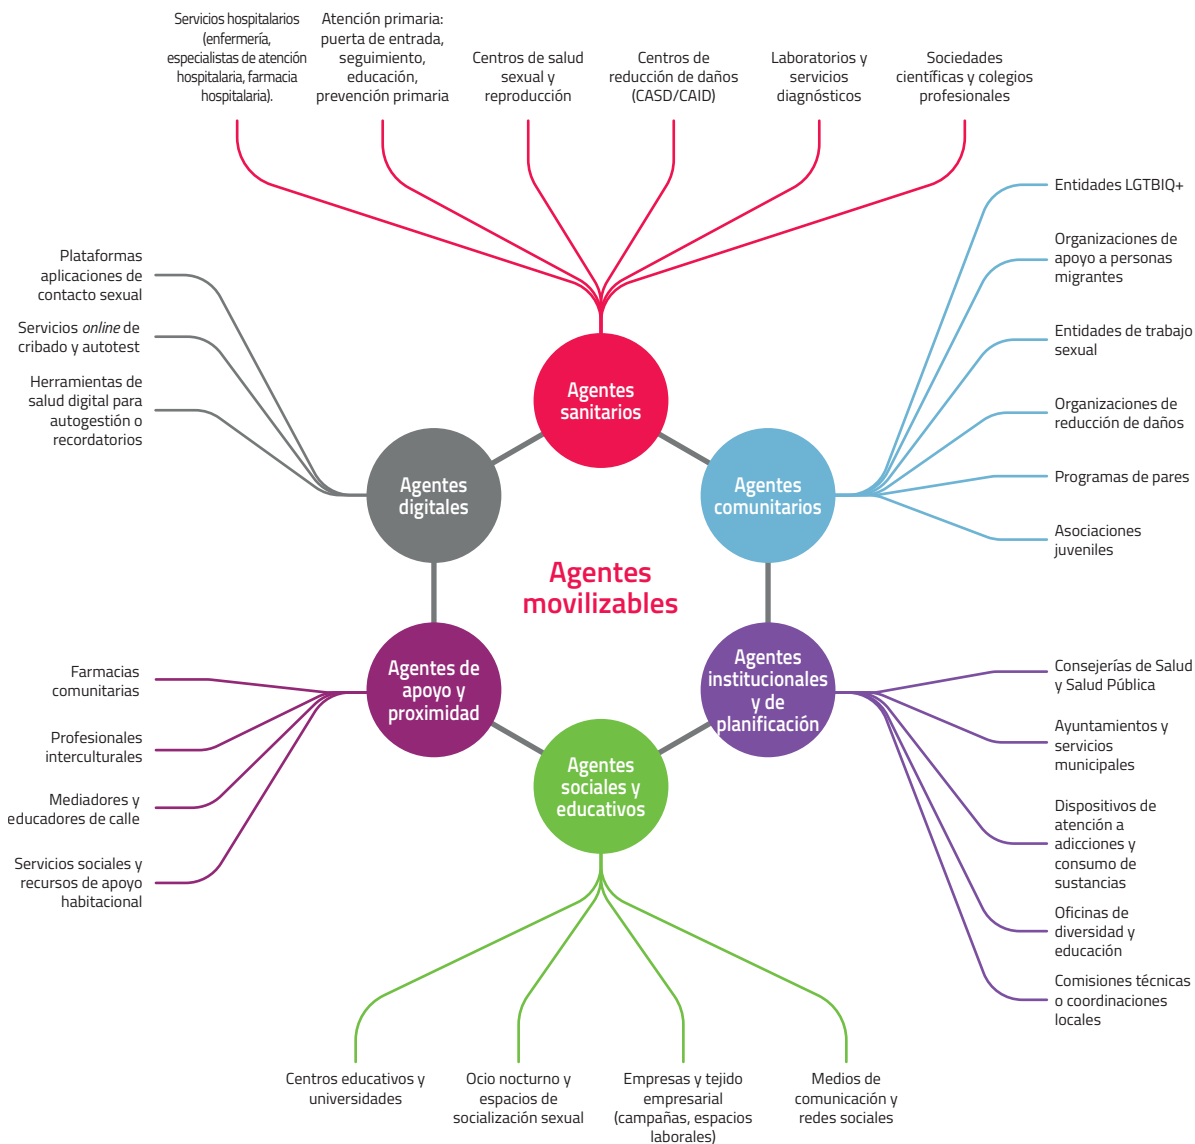 Servicios hospitalarios
(enfermería,
especialistas de atención
hospitalaria, farmacia
hospitalaria).
Atención primaria:
puerta de entrada,
seguimiento,
educación,
prevención primaria
Centros de salud
sexual y
reproducción
Centros de
reducción de daños
(CASD/CAID)
Laboratorios y
servicios
diagnósticos
Sociedades
científicas y colegios
profesionales
Agentes
sanitarios
Entidades LGTBIQ+
Organizaciones de
apoyo a personas
migrantes
Entidades de trabajo
sexual
Organizaciones de
reducción de daños
Programas de pares
Asociaciones
juveniles
Agentes
comunitarios
Plataformas
aplicaciones de
contacto sexual
Servicios online de
cribado y autotest
Herramientas de
salud digital para
autogestión o
recordatorios
Agentes
digitales
Agentes
movilizables
Farmacias
comunitarias
Profesionales
interculturales
Mediadores y
educadores de calle
Servicios sociales y
recursos de apoyo
habitacional
Agentes de
apoyo y
proximidad
Agentes
institucionales
y de
planificación
Consejerías de Salud
y Salud Pública
Ayuntamientos y
servicios
municipales
Dispositivos de
atención a
adicciones y
consumo de
sustancias
Oficinas de
diversidad y
educación
Comisiones técnicas
o coordinaciones
locales
Agentes
sociales y
educativos
Centros educativos y
universidades
Ocio nocturno y
espacios de
socialización sexual
Empresas y tejido
empresarial
(campañas, espacios
laborales)
Medios de
comunicación y
redes sociales